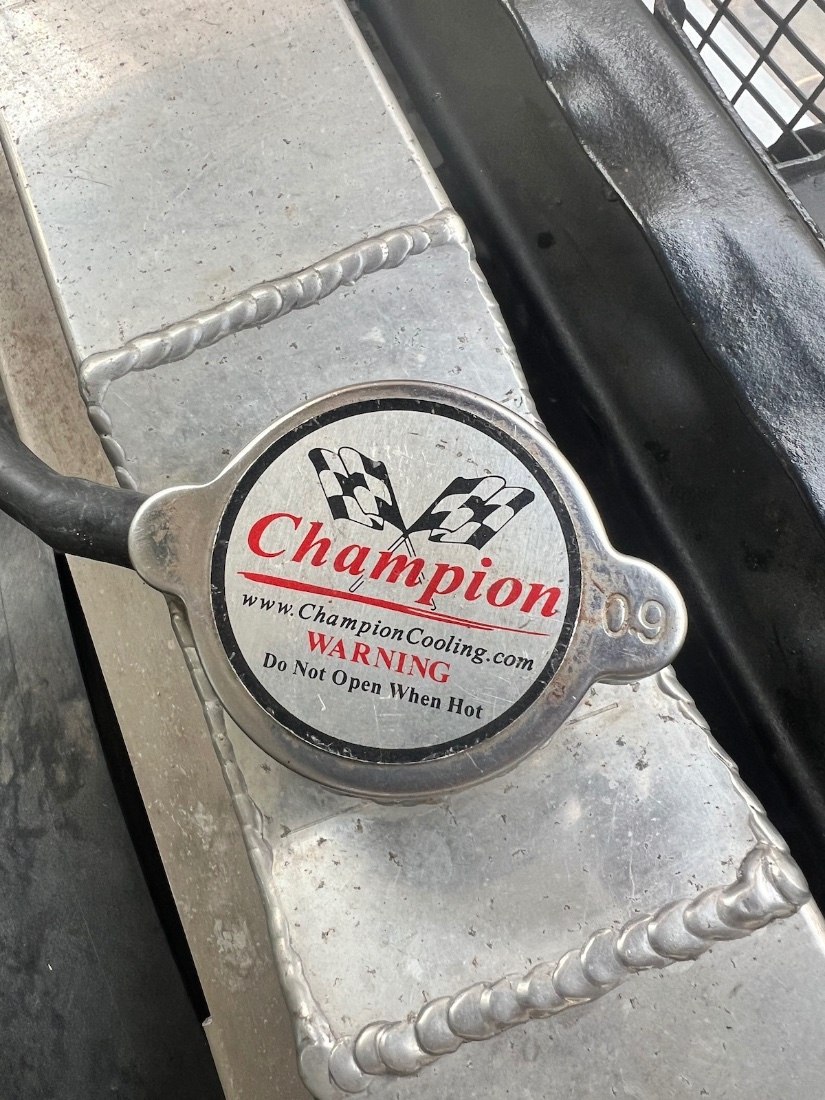 Champion
www.ChampionCooling.com
WARNING
Do Not Open When Hot
09